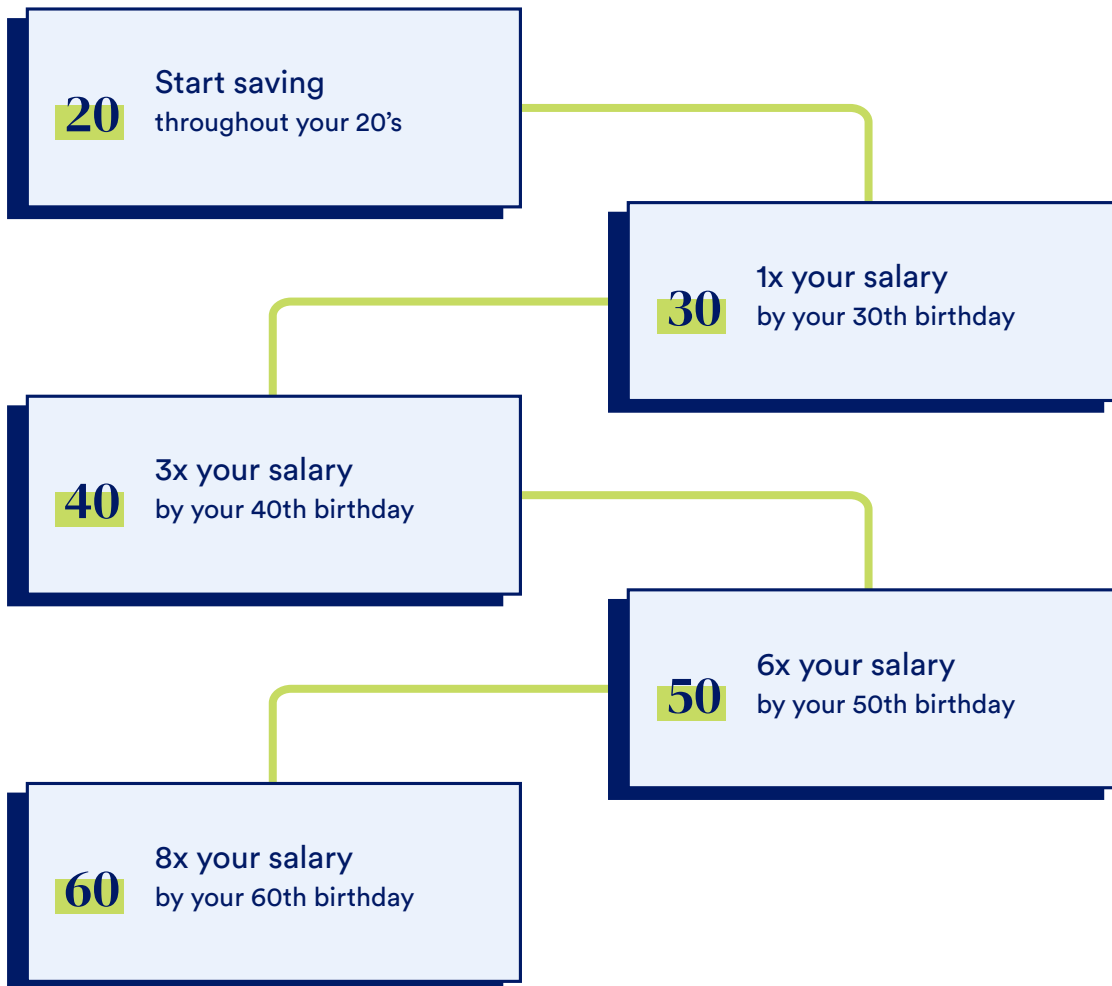 20
Start saving
throughout your 20’s
30
1x your salary
by your 30th birthday
40
3x your salary
by your 40th birthday
50
6x your salary
by your 50th birthday
60
8x your salary
by your 60th birthday